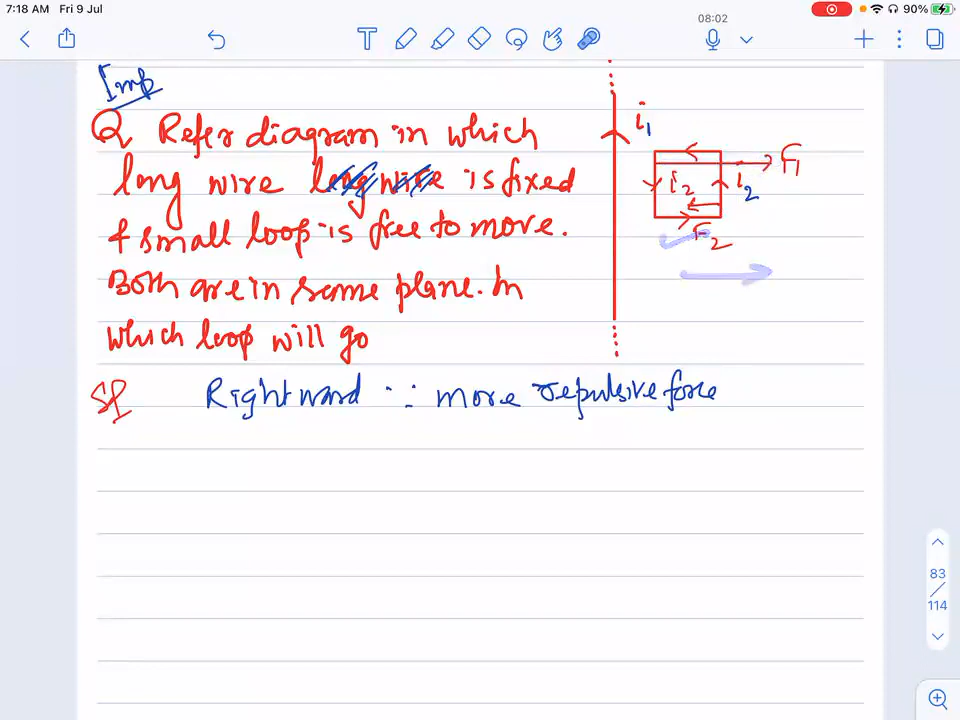 7:18 AM Fri 9 Jul
90%
08:02
T
Imp
Q Refer diagram in which
long wire long wire is fixed
& small loop is free to move.
Both are in same plane. In
which loop will go
Sol Rightward ∵ more repulsive force
i1
F1
i2
i2
F2
83
/
114